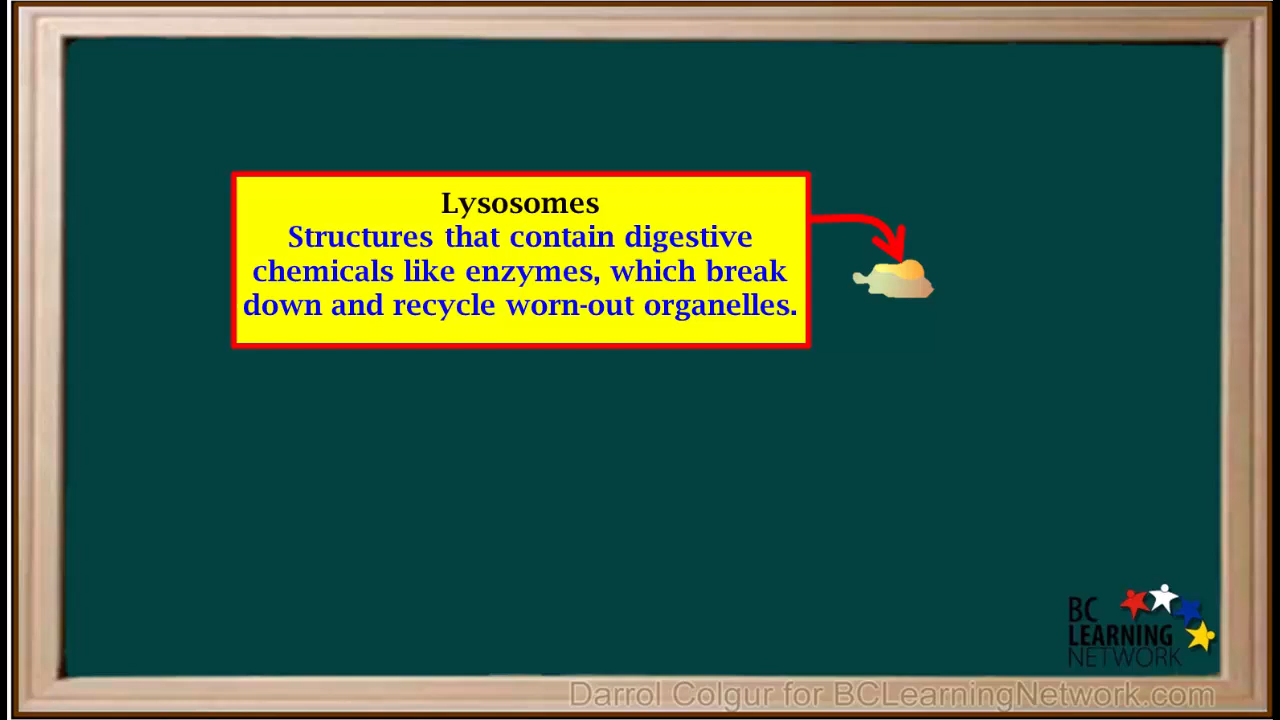 Lysosomes
Structures that contain digestive
chemicals like enzymes, which break
down and recycle worn-out organelles.
BC
LEARNING
NETWORK
Darrol Colgur for BCLearningNetwork.com